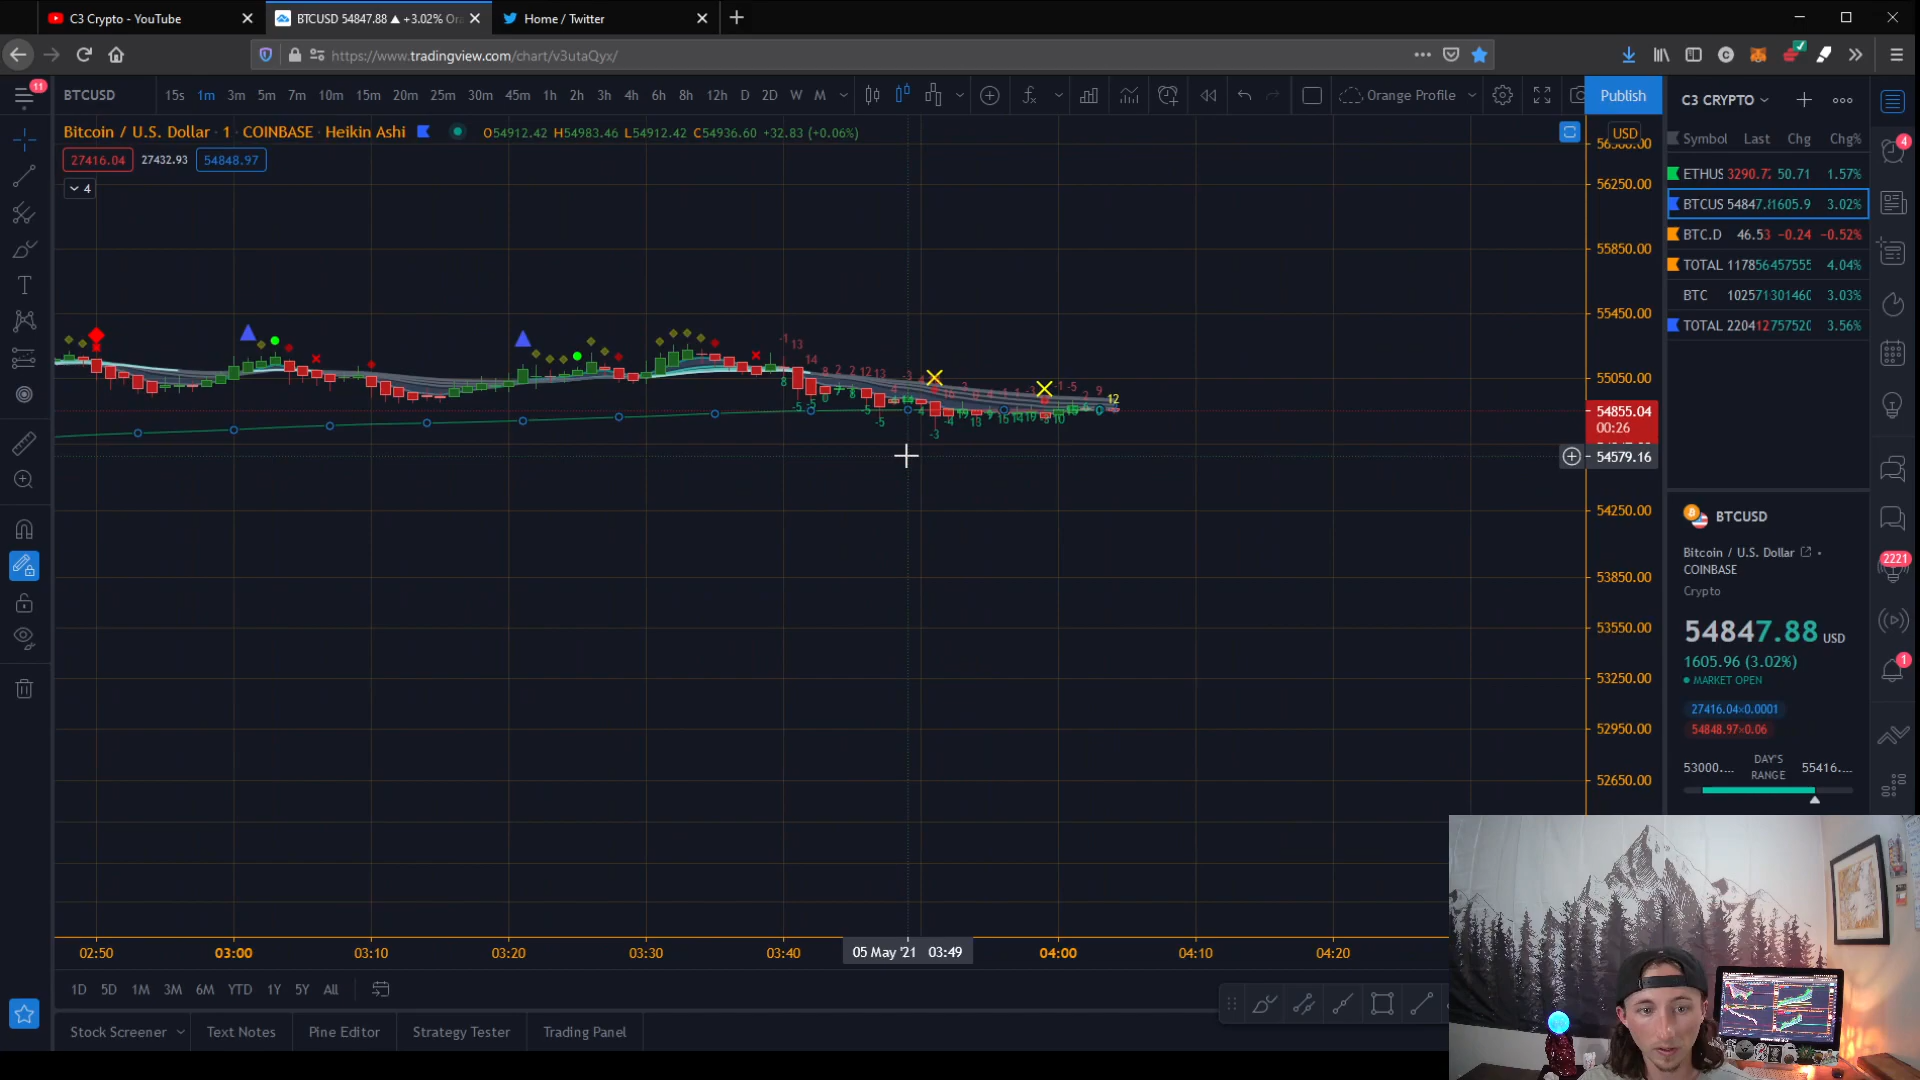 C3 Crypto - YouTube
BTCUSD 54847.88 ▲ +3.02% Ora
Home / Twitter
https://www.tradingview.com/chart/v3utaQyx/
11
BTCUSD
15s 1m 3m 5m 7m 10m 15m 20m 25m 30m 45m 1h 2h 3h 4h 6h 8h 12h D 2D W M
Orange Profile
Publish
C3 CRYPTO
Bitcoin / U.S. Dollar · 1 · COINBASE · Heikin Ashi
O54912.42 H54983.46 L54912.42 C54936.60 +32.83 (+0.06%)
27416.04 27432.93 54848.97
4
USD
Symbol Last Chg Chg%
4
ETHUS 3290.7 50.71 1.57%
BTCUS 54847.8 1605.9 3.02%
BTC.D 46.53 −0.24 −0.52%
TOTAL 117856457555 4.04%
BTC 102571301460 3.03%
TOTAL 220412757520 3.56%
56250.00
55850.00
55450.00
55050.00
54855.04
00:26
54579.16
54250.00
53850.00
53550.00
53250.00
52950.00
52650.00
BTCUSD
Bitcoin / U.S. Dollar
COINBASE
Crypto
2221
54847.88 USD
1605.96 (3.02%)
MARKET OPEN
1
27416.04×0.0001
54848.97×0.06
53000.... DAY'S RANGE 55416....
02:50 03:00 03:10 03:20 03:30 03:40 05 May '21 03:49 04:00 04:10 04:20
1D 5D 1M 3M 6M YTD 1Y 5Y All
Stock Screener Text Notes Pine Editor Strategy Tester Trading Panel